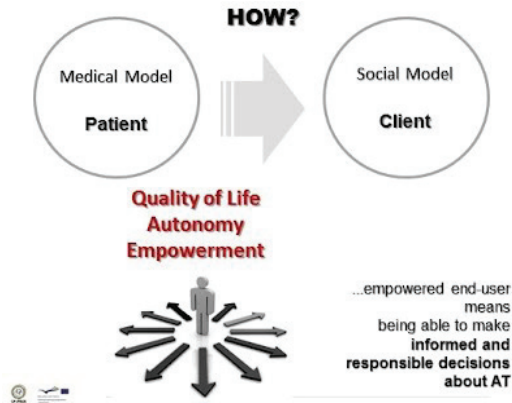 HOW?
Medical Model
Patient
Social Model
Client
Quality of Life
Autonomy
Empowerment
...empowered end-user
means
being able to make
informed and
responsible decisions
about AT